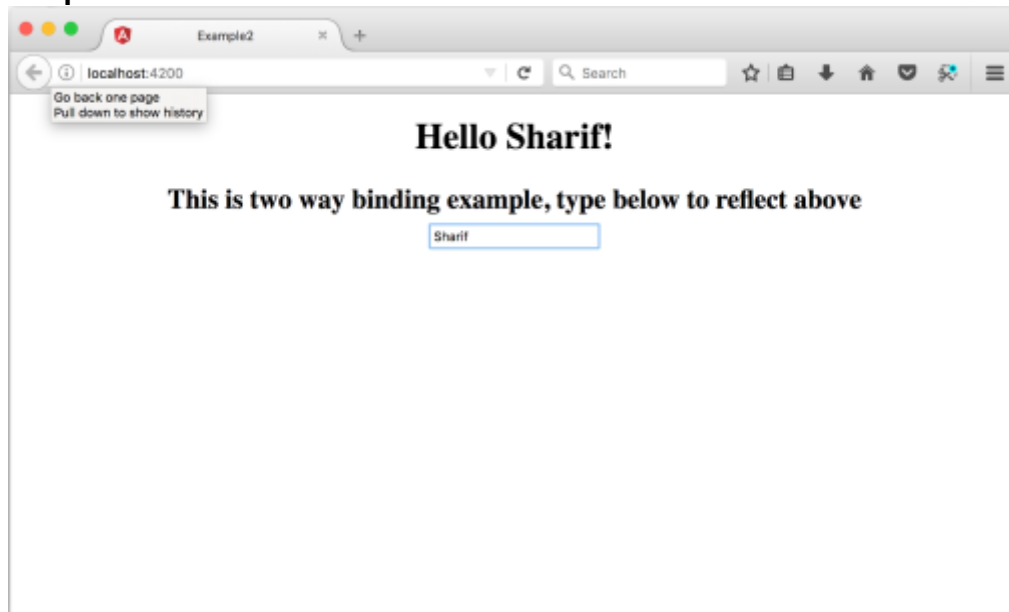 Example2
localhost:4200
Search
Go back one page
Pull down to show history
Hello Sharif!
This is two way binding example, type below to reflect above
Sharif